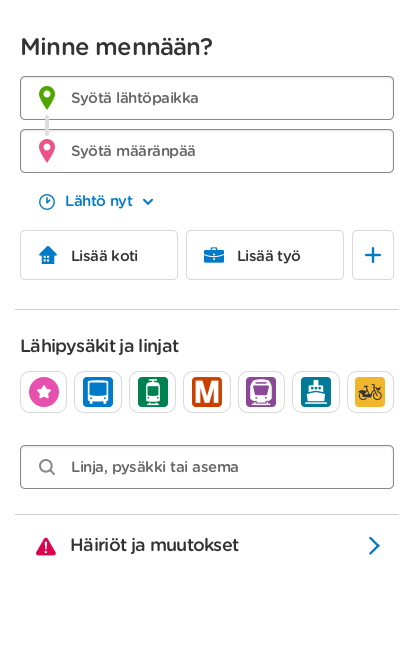 Minne mennään?
Syötä lähtöpaikka
Syötä määränpää
Lähtö nyt
Lisää koti
Lisää työ
Lähipysäkit ja linjat
M
Linja, pysäkki tai asema
Häiriöt ja muutokset